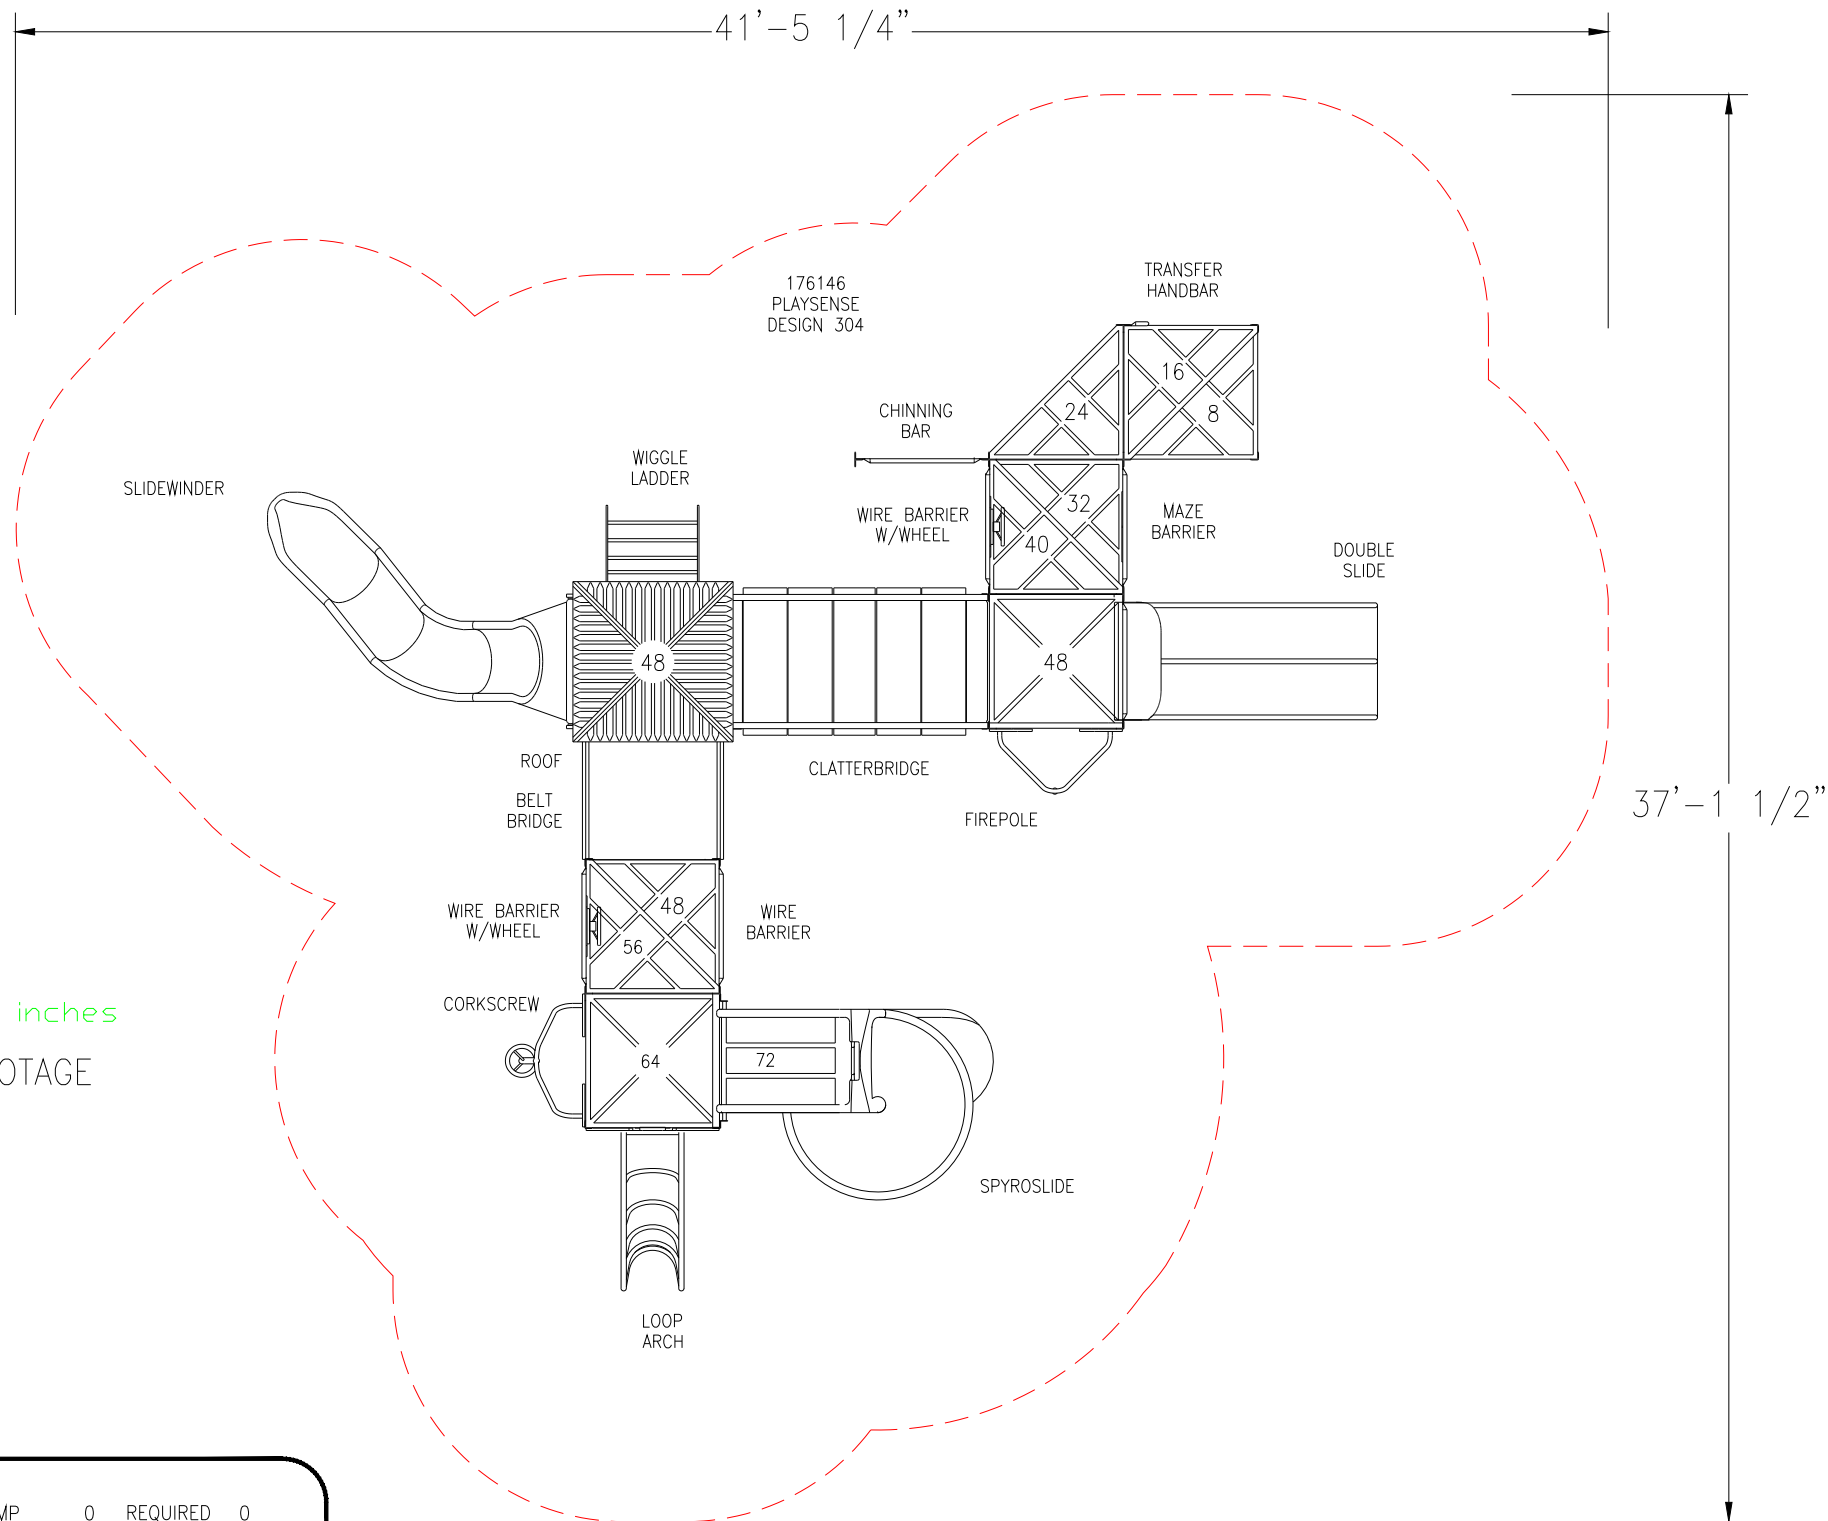 41'-5 1/4"
176146
PLAYSENSE
DESIGN 304
TRANSFER
HANDBAR
16
8
24
CHINNING
BAR
WIGGLE
LADDER
SLIDEWINDER
32
40
WIRE BARRIER
W/WHEEL
MAZE
BARRIER
DOUBLE
SLIDE
48
48
ROOF
CLATTERBRIDGE
BELT
BRIDGE
FIREPOLE
37'-1 1/2"
WIRE BARRIER
W/WHEEL
48
56
WIRE
BARRIER
CORKSCREW
inches
OTAGE
64
72
SPYROSLIDE
LOOP
ARCH
MP 0 REQUIRED 0